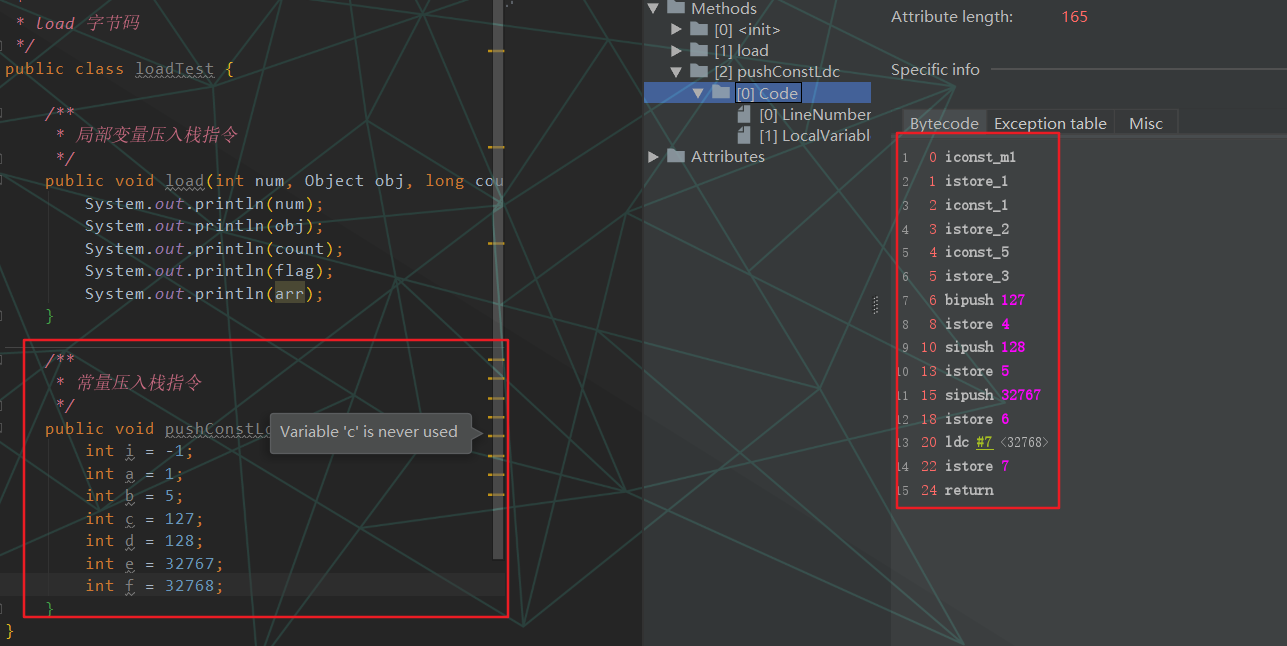 * load 字节码
*/
public class loadTest {
/**
* 局部变量压入栈指令
*/
public void load(int num, Object obj, long cou
System.out.println(num);
System.out.println(obj);
System.out.println(count);
System.out.println(flag);
System.out.println(arr);
}
/**
* 常量压入栈指令
*/
public void pushConstLd
Variable 'c' is never used
int i = -1;
int a = 1;
int b = 5;
int c = 127;
int d = 128;
int e = 32767;
int f = 32768;
}
}
Methods
[0] <init>
[1] load
[2] pushConstLdc
[0] Code
[0] LineNumber
[1] LocalVariabl
Attributes
Attribute length: 165
Specific info
Bytecode Exception table Misc
1 0 iconst_m1
2 1 istore_1
3 2 iconst_1
4 3 istore_2
5 4 iconst_5
6 5 istore_3
7 6 bipush 127
8 8 istore 4
9 10 sipush 128
10 13 istore 5
11 15 sipush 32767
12 18 istore 6
13 20 ldc #7 <32768>
14 22 istore 7
15 24 return